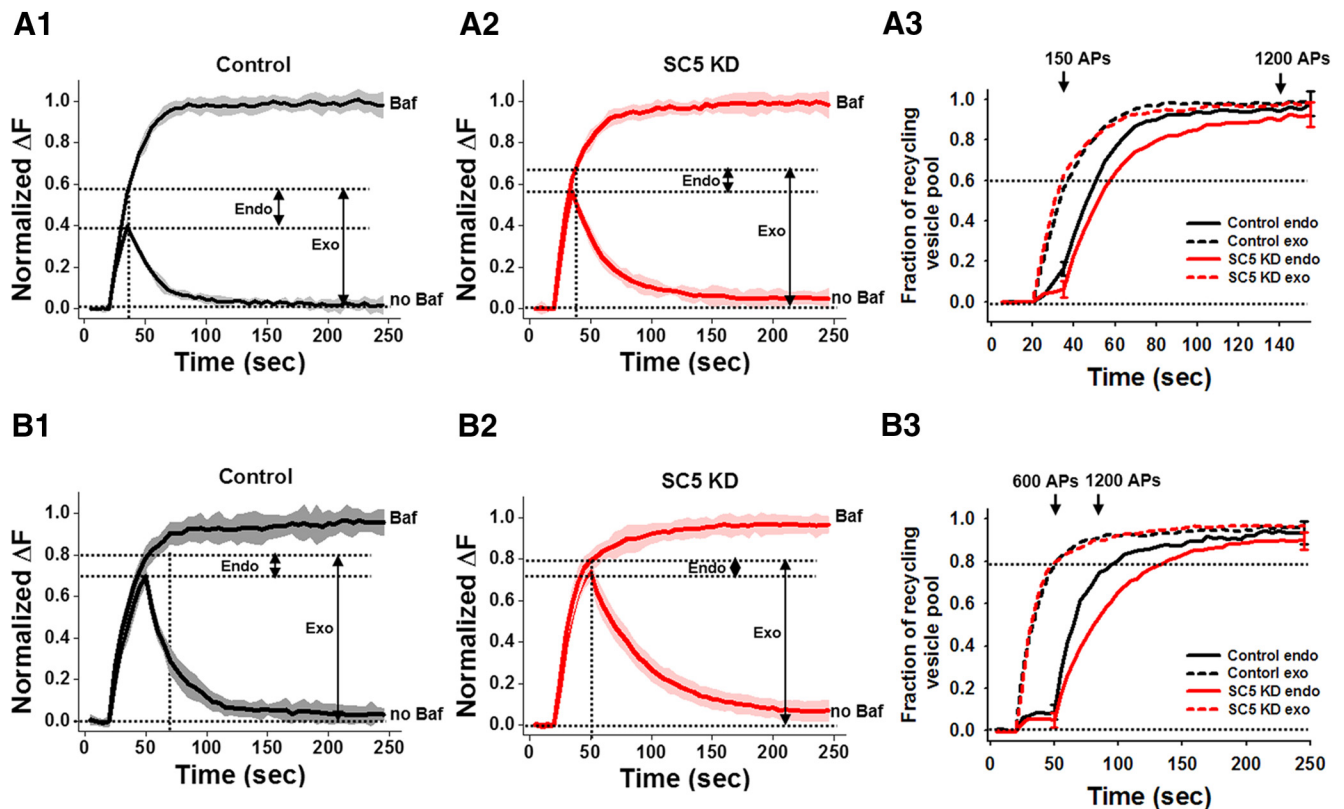 A1
Control
Normalized ΔF
1.0
0.8
0.6
0.4
0.2
0.0
Baf
Endo
Exo
no Baf
0 50 100 150 200 250
Time (sec)
A2
SC5 KD
Normalized ΔF
1.0
0.8
0.6
0.4
0.2
0.0
Baf
Endo
Exo
no Baf
0 50 100 150 200 250
Time (sec)
A3
150 APs
1200 APs
Fraction of recycling
vesicle pool
1.0
0.8
0.6
0.4
0.2
0.0
Control endo
Control exo
SC5 KD endo
SC5 KD exo
0 20 40 60 80 100 120 140
Time (sec)
B1
Control
Normalized ΔF
1.0
0.8
0.6
0.4
0.2
0.0
Baf
Endo
Exo
no Baf
0 50 100 150 200 250
Time (sec)
B2
SC5 KD
Normalized ΔF
1.0
0.8
0.6
0.4
0.2
0.0
Baf
Endo
Exo
no Baf
0 50 100 150 200 250
Time (sec)
B3
600 APs
1200 APs
Fraction of recycling
vesicle pool
1.0
0.8
0.6
0.4
0.2
0.0
Control endo
Contorl exo
SC5 KD endo
SC5 KD exo
0 50 100 150 200 250
Time (sec)